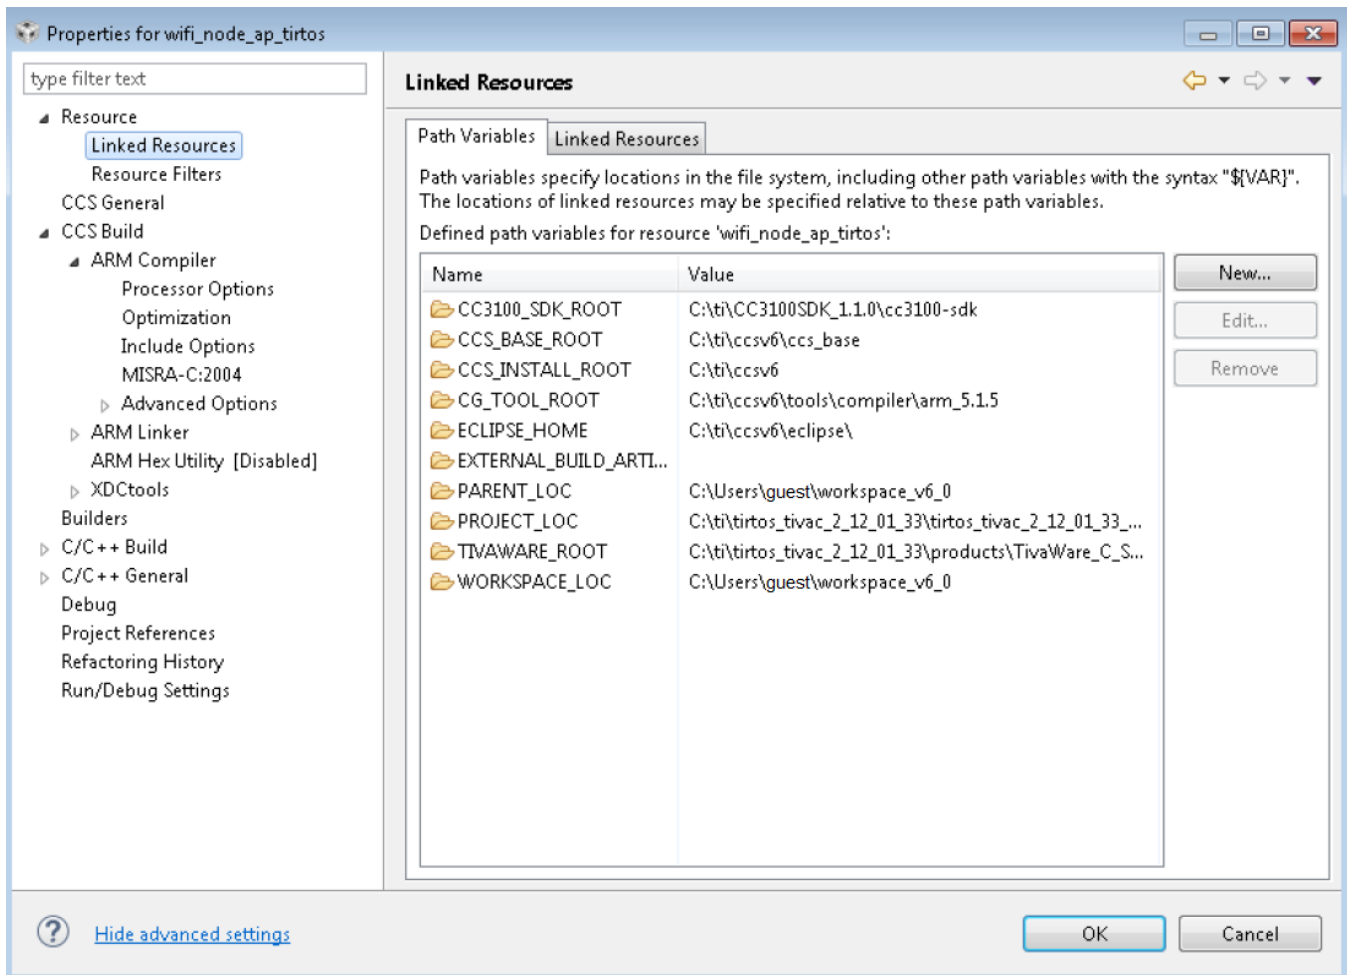 Properties for wifi_node_ap_tirtos
type filter text
Resource
Linked Resources
Resource Filters
CCS General
CCS Build
ARM Compiler
Processor Options
Optimization
Include Options
MISRA-C:2004
Advanced Options
ARM Linker
ARM Hex Utility [Disabled]
XDCtools
Builders
C/C++ Build
C/C++ General
Debug
Project References
Refactoring History
Run/Debug Settings
Linked Resources
Path Variables Linked Resources
Path variables specify locations in the file system, including other path variables with the syntax "${VAR}".
The locations of linked resources may be specified relative to these path variables.
Defined path variables for resource 'wifi_node_ap_tirtos':
Name Value
CC3100_SDK_ROOT C:\ti\CC3100SDK_1.1.0\cc3100-sdk
CCS_BASE_ROOT C:\ti\ccsv6\ccs_base
CCS_INSTALL_ROOT C:\ti\ccsv6
CG_TOOL_ROOT C:\ti\ccsv6\tools\compiler\arm_5.1.5
ECLIPSE_HOME C:\ti\ccsv6\eclipse\
EXTERNAL_BUILD_ARTI...
PARENT_LOC C:\Users\guest\workspace_v6_0
PROJECT_LOC C:\ti\tirtos_tivac_2_12_01_33\tirtos_tivac_2_12_01_33_...
TIVAWARE_ROOT C:\ti\tirtos_tivac_2_12_01_33\products\TivaWare_C_S...
WORKSPACE_LOC C:\Users\guest\workspace_v6_0
New...
Edit...
Remove
? Hide advanced settings
OK Cancel